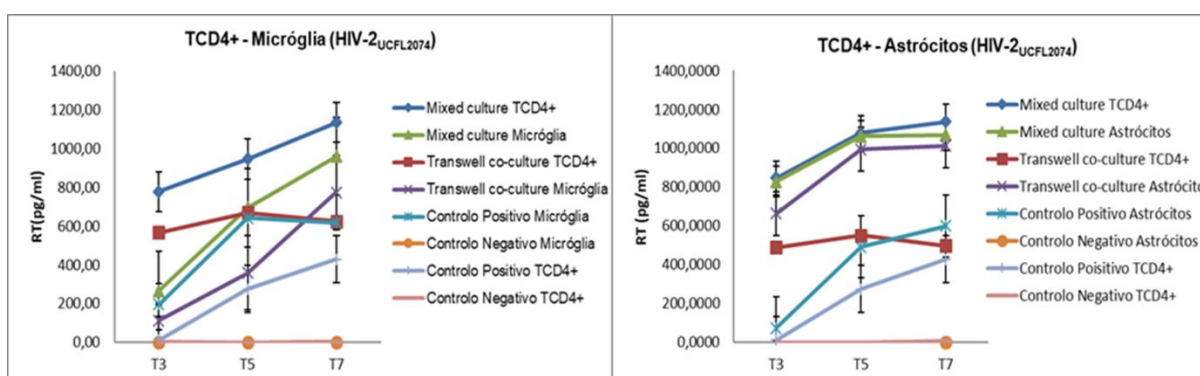 TCD4+ - Micróglia (HIV-2UCFL2074)
1400,00
1200,00
1000,00
800,00
600,00
400,00
200,00
0,00
RT(pg/ml)
T3 T5 T7
Mixed culture TCD4+
Mixed culture Micróglia
Transwell co-culture TCD4+
Transwell co-culture Micróglia
Controlo Positivo Micróglia
Controlo Negativo Micróglia
Controlo Positivo TCD4+
Controlo Negativo TCD4+
TCD4+ - Astrócitos (HIV-2UCFL2074)
1400,0000
1200,0000
1000,0000
800,0000
600,0000
400,0000
200,0000
0,0000
RT (pg/ml)
T3 T5 T7
Mixed culture TCD4+
Mixed culture Astrócitos
Transwell co-culture TCD4+
Transwell co-culture Astrócito
Controlo Positivo Astrócitos
Controlo Negativo Astrócitos
Controlo Poisitivo TCD4+
Controlo Negativo TCD4+